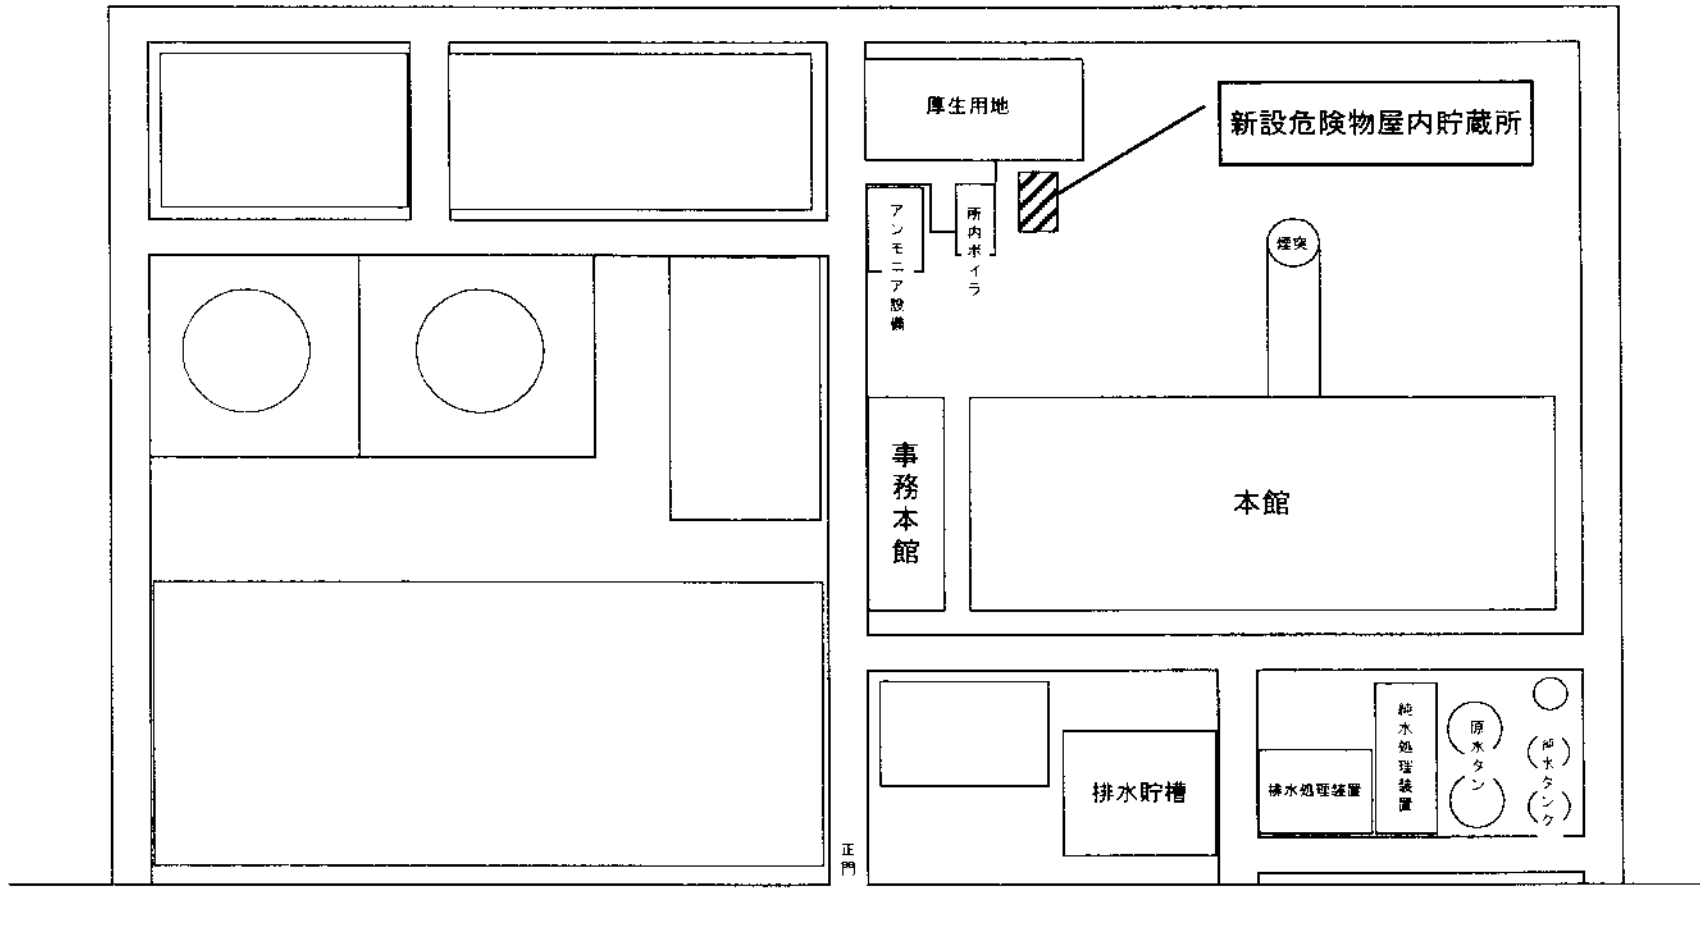 厚生用地
新設危険物屋内貯蔵所
アンモニア設備
所内ボイラ
煙突
事務本館
本館
純水処理装置
原水タン
純水タンク
排水貯槽
排水処理装置
正門